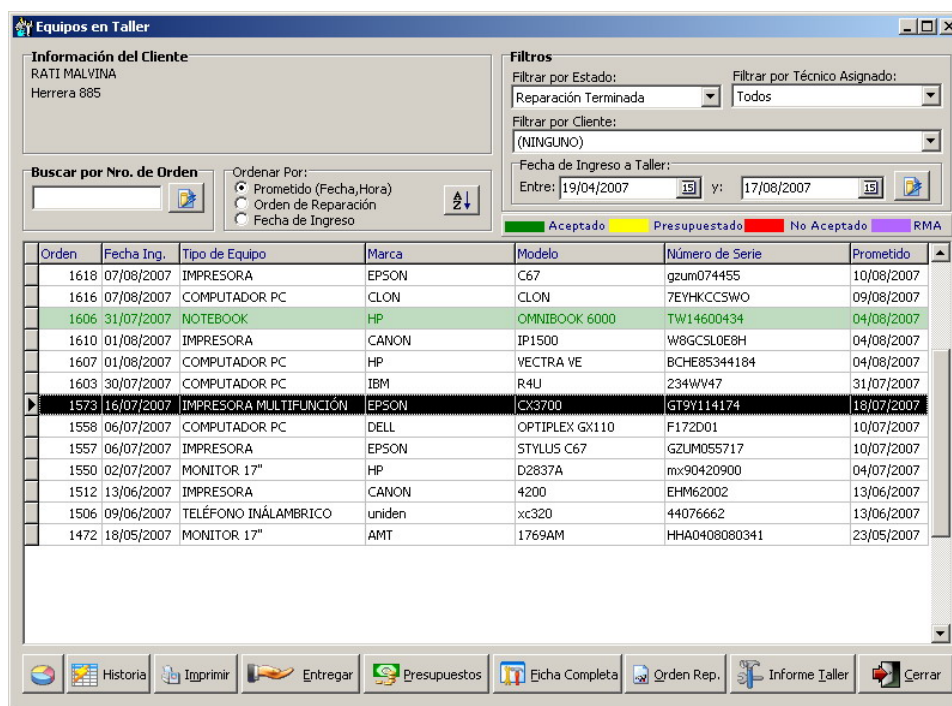 Equipos en Taller
Información del Cliente
RATI MALVINA
Herrera 885
Filtros
Filtrar por Estado:
Filtrar por Técnico Asignado:
Reparación Terminada
Todos
Filtrar por Cliente:
(NINGUNO)
Fecha de Ingreso a Taller:
Entre: 19/04/2007 15 y: 17/08/2007 15
Buscar por Nro. de Orden
Ordenar Por:
Prometido (Fecha,Hora)
Orden de Reparación
Fecha de Ingreso
A Z
Aceptado Presupuestado No Aceptado RMA
Orden Fecha Ing. Tipo de Equipo Marca Modelo Número de Serie Prometido
1618 07/08/2007 IMPRESORA EPSON C67 gzum074455 10/08/2007
1616 07/08/2007 COMPUTADOR PC CLON CLON 7EYHKCCSWO 09/08/2007
1606 31/07/2007 NOTEBOOK HP OMNIBOOK 6000 TW14600434 04/08/2007
1610 01/08/2007 IMPRESORA CANON IP1500 W8GCSL0E8H 04/08/2007
1607 01/08/2007 COMPUTADOR PC HP VECTRA VE BCHE85344184 04/08/2007
1603 30/07/2007 COMPUTADOR PC IBM R4U 234WV47 31/07/2007
1573 16/07/2007 IMPRESORA MULTIFUNCIÓN EPSON CX3700 GT9Y114174 18/07/2007
1558 06/07/2007 COMPUTADOR PC DELL OPTIPLEX GX110 F172D01 10/07/2007
1557 06/07/2007 IMPRESORA EPSON STYLUS C67 GZUM055717 10/07/2007
1550 02/07/2007 MONITOR 17" HP D2837A mx90420900 04/07/2007
1512 13/06/2007 IMPRESORA CANON 4200 EHM62002 13/06/2007
1506 09/06/2007 TELÉFONO INÁLAMBRICO uniden xc320 44076662 13/06/2007
1472 18/05/2007 MONITOR 17" AMT 1769AM HHA0408080341 23/05/2007
Historia Imprimir Entregar Presupuestos Ficha Completa Orden Rep. Informe Taller Cerrar